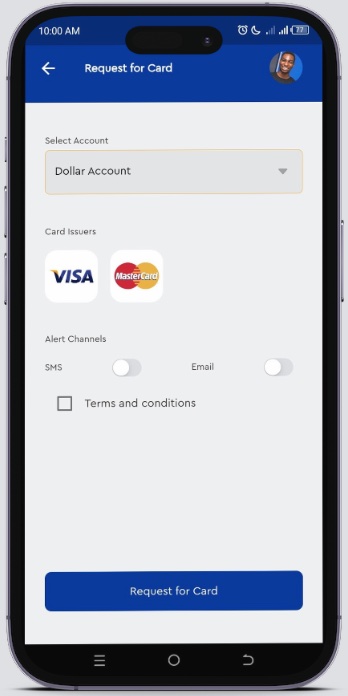 10:00 AM
77
Request for Card
Select Account
Dollar Account
Card Issuers
VISA
MasterCard
Alert Channels
SMS
Email
Terms and conditions
Request for Card